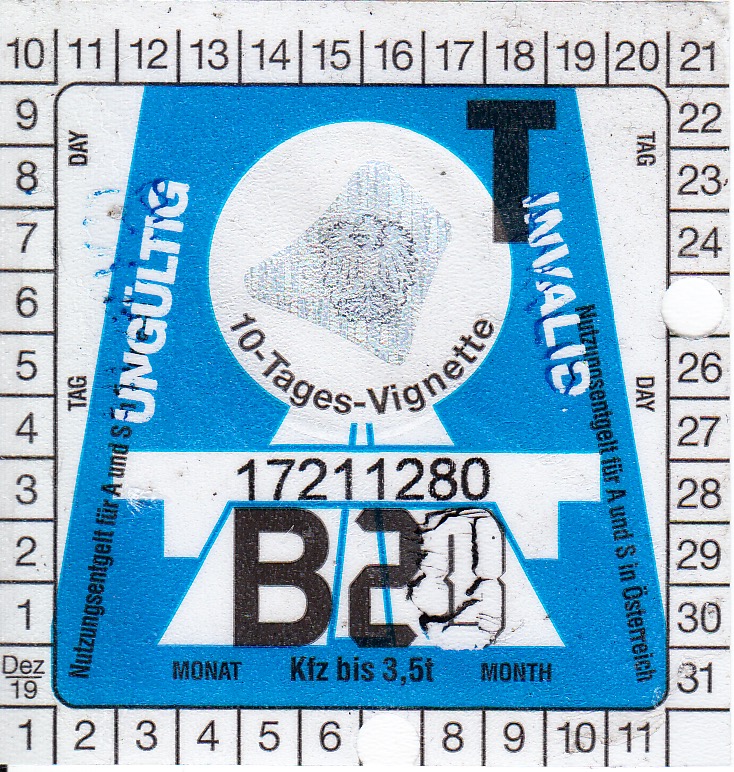 10 11 12 13 14 15 16 17 18 19 20 21
9 22
8 23
7 24
6
5 26
4 27
3 28
2 29
1 30
Dez
19
31
1 2 3 4 5 6 8 9 10 11
DAY
TAG
T
UNGÜLTIG
INVALID
10-Tages-Vignette
TAG
DAY
17211280
B2
Nutzungsentgelt für A und S
Nutzungsentgelt für A und S in Österreich
MONAT Kfz bis 3,5t MONTH